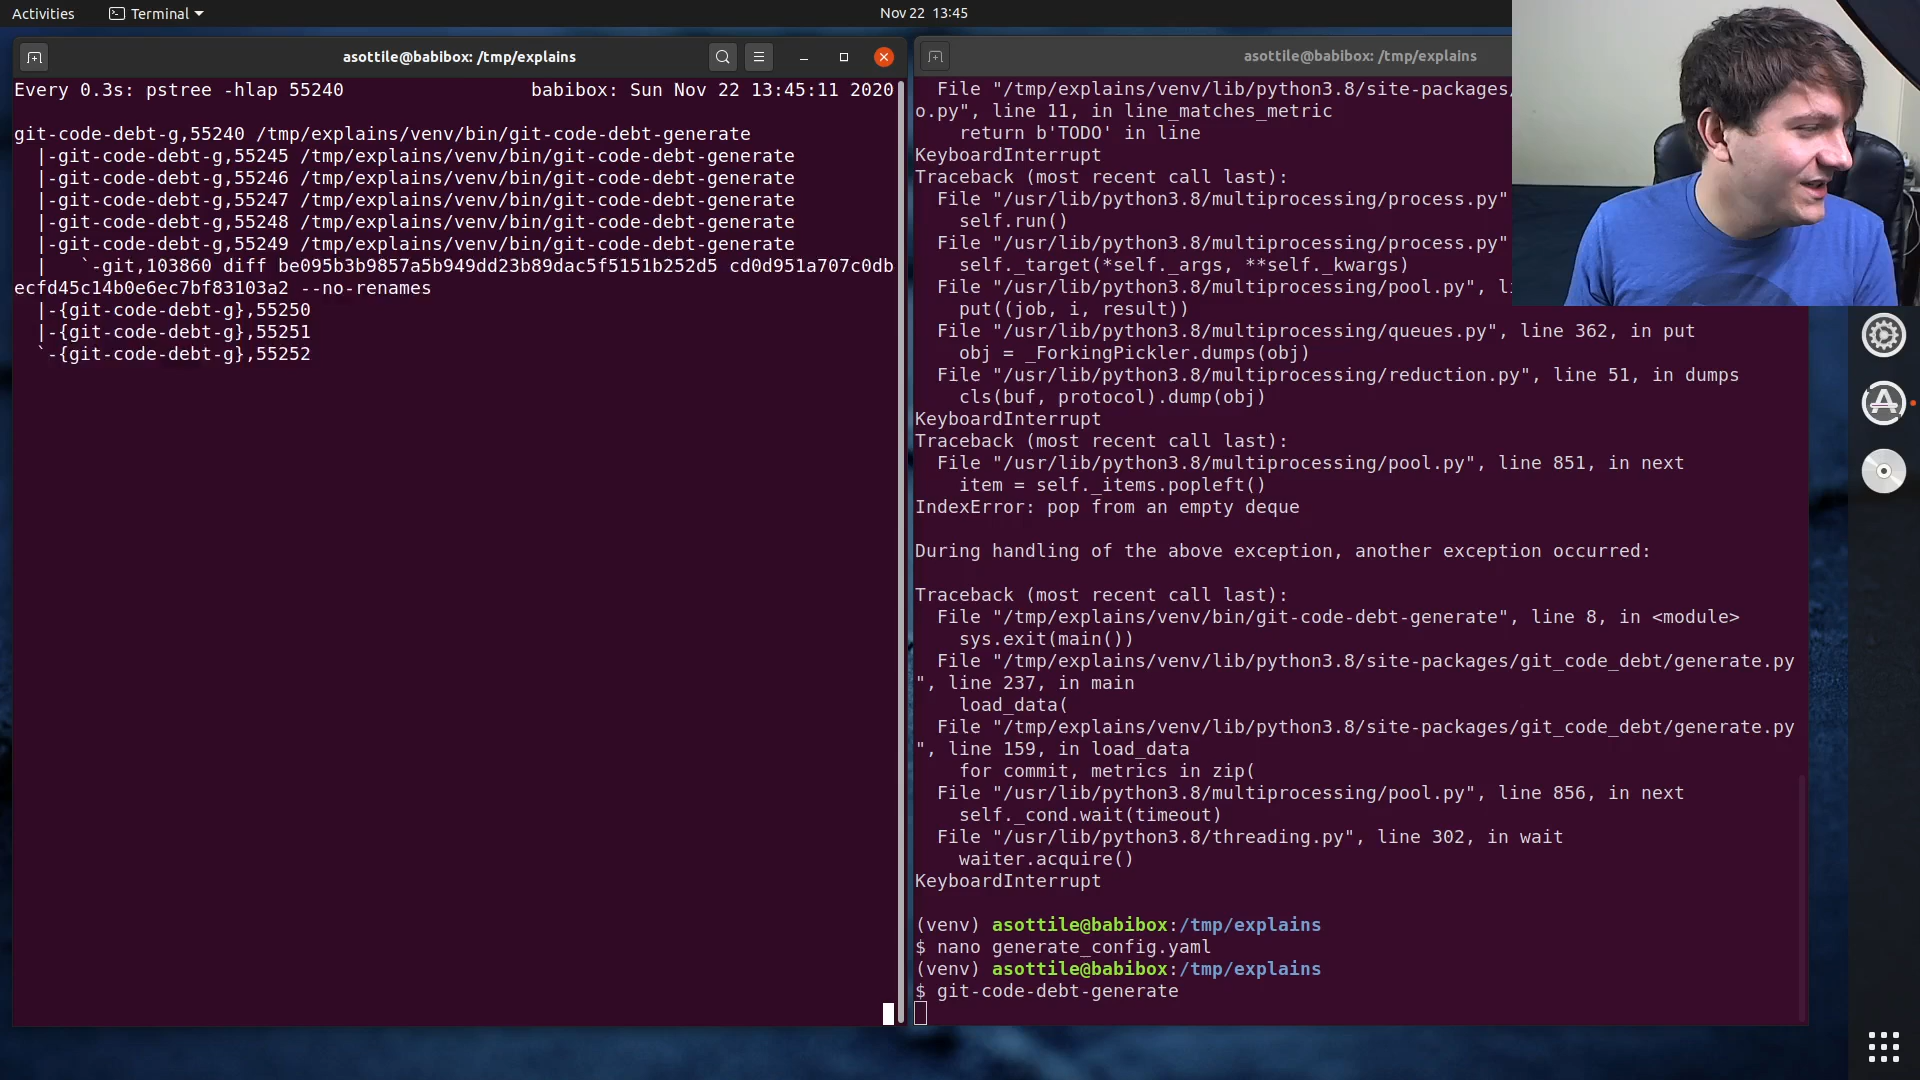 Activities
Terminal
Nov 22 13:45
asottile@babibox: /tmp/explains
Every 0.3s: pstree -hlap 55240 babibox: Sun Nov 22 13:45:11 2020
git-code-debt-g,55240 /tmp/explains/venv/bin/git-code-debt-generate
|-git-code-debt-g,55245 /tmp/explains/venv/bin/git-code-debt-generate
|-git-code-debt-g,55246 /tmp/explains/venv/bin/git-code-debt-generate
|-git-code-debt-g,55247 /tmp/explains/venv/bin/git-code-debt-generate
|-git-code-debt-g,55248 /tmp/explains/venv/bin/git-code-debt-generate
|-git-code-debt-g,55249 /tmp/explains/venv/bin/git-code-debt-generate
|   `-git,103860 diff be095b3b9857a5b949dd23b89dac5f5151b252d5 cd0d951a707c0db
ecfd45c14b0e6ec7bf83103a2 --no-renames
|-{git-code-debt-g},55250
|-{git-code-debt-g},55251
`-{git-code-debt-g},55252
asottile@babibox: /tmp/explains
File "/tmp/explains/venv/lib/python3.8/site-packages/
o.py", line 11, in line_matches_metric
return b'TODO' in line
KeyboardInterrupt
Traceback (most recent call last):
File "/usr/lib/python3.8/multiprocessing/process.py"
self.run()
File "/usr/lib/python3.8/multiprocessing/process.py"
self._target(*self._args, **self._kwargs)
File "/usr/lib/python3.8/multiprocessing/pool.py", li
put((job, i, result))
File "/usr/lib/python3.8/multiprocessing/queues.py", line 362, in put
obj = _ForkingPickler.dumps(obj)
File "/usr/lib/python3.8/multiprocessing/reduction.py", line 51, in dumps
cls(buf, protocol).dump(obj)
KeyboardInterrupt
Traceback (most recent call last):
File "/usr/lib/python3.8/multiprocessing/pool.py", line 851, in next
item = self._items.popleft()
IndexError: pop from an empty deque
During handling of the above exception, another exception occurred:
Traceback (most recent call last):
File "/tmp/explains/venv/bin/git-code-debt-generate", line 8, in <module>
sys.exit(main())
File "/tmp/explains/venv/lib/python3.8/site-packages/git_code_debt/generate.py
", line 237, in main
load_data(
File "/tmp/explains/venv/lib/python3.8/site-packages/git_code_debt/generate.py
", line 159, in load_data
for commit, metrics in zip(
File "/usr/lib/python3.8/multiprocessing/pool.py", line 856, in next
self._cond.wait(timeout)
File "/usr/lib/python3.8/threading.py", line 302, in wait
waiter.acquire()
KeyboardInterrupt
(venv) asottile@babibox:/tmp/explains
$ nano generate_config.yaml
(venv) asottile@babibox:/tmp/explains
$ git-code-debt-generate